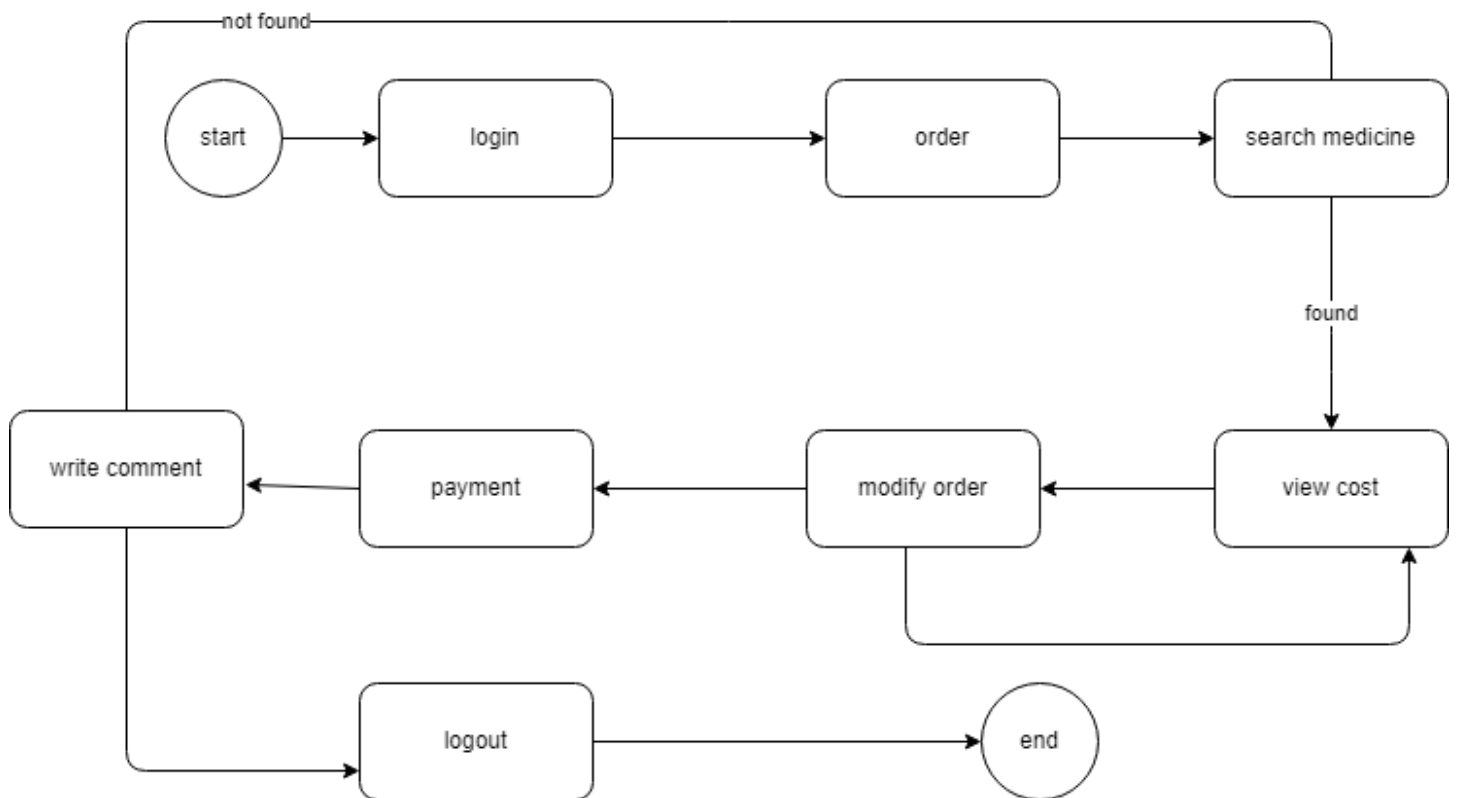 not found
start
login
order
search medicine
found
write comment
payment
modify order
view cost
logout
end